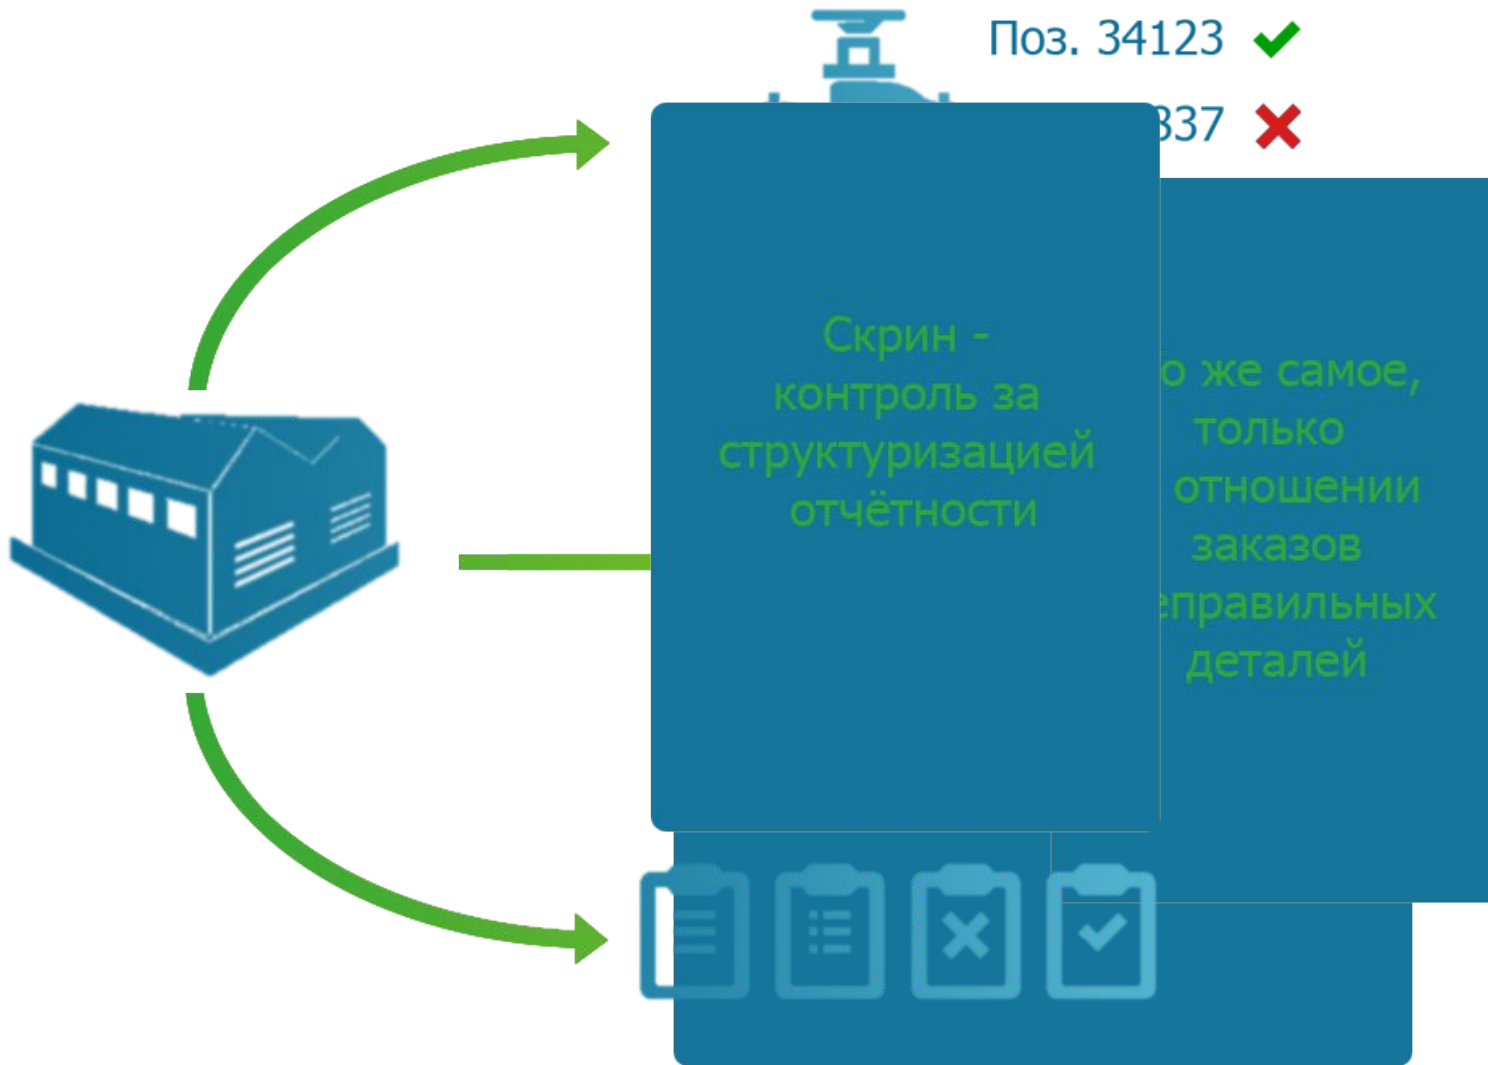 Поз. 34123
337
Скрин -
контроль за
структуризацией
отчётности
о же самое,
только
отношении
заказов
еправильных
деталей